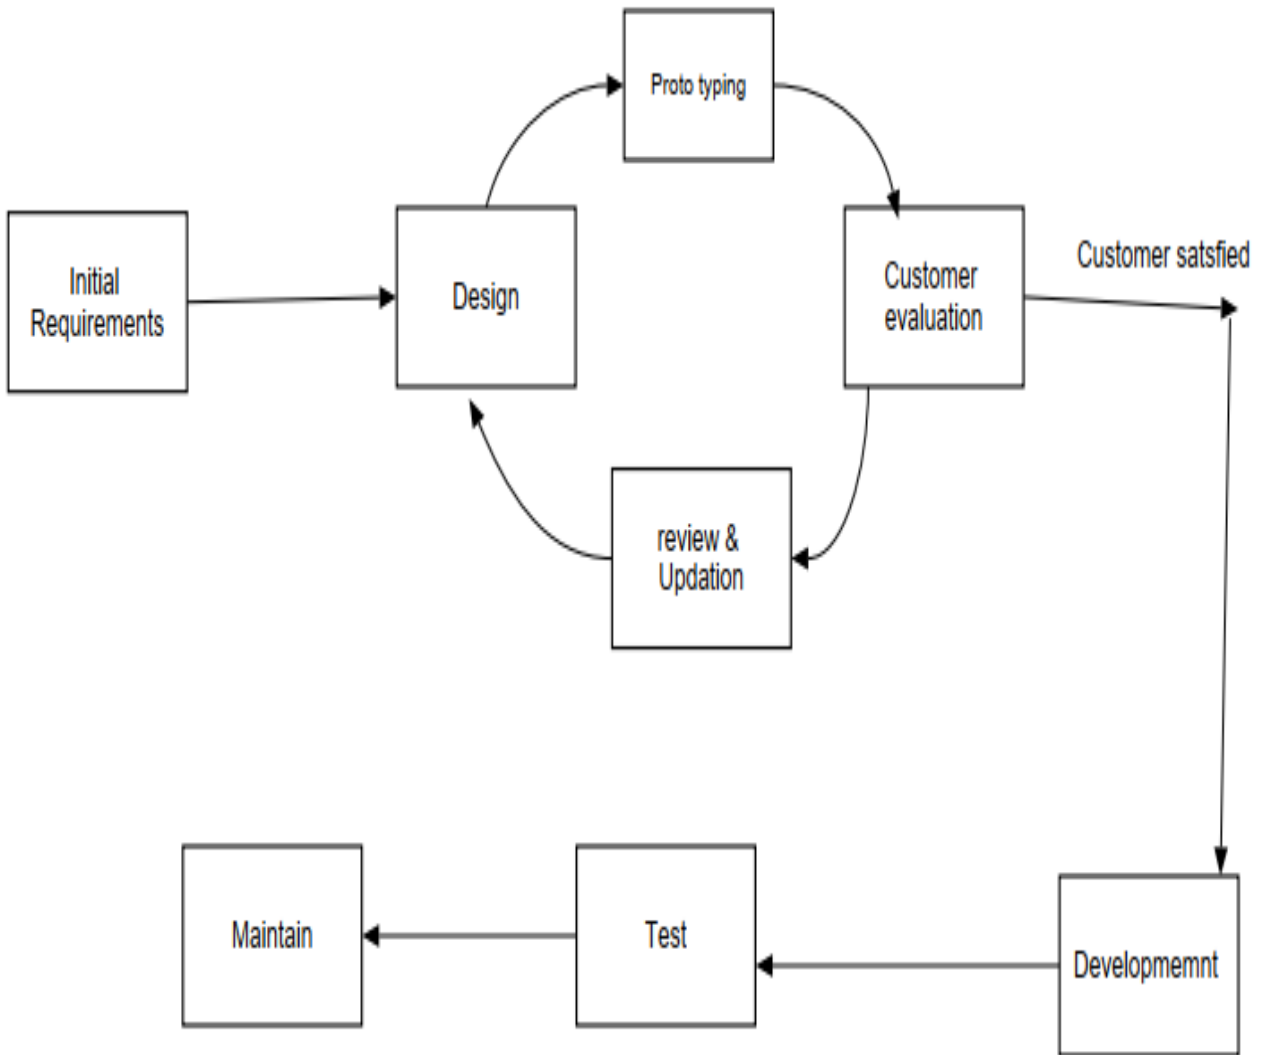 Proto typing
Initial
Requirements
Design
Customer
evaluation
Customer satsfied
review &
Updation
Maintain
Test
Developmemnt